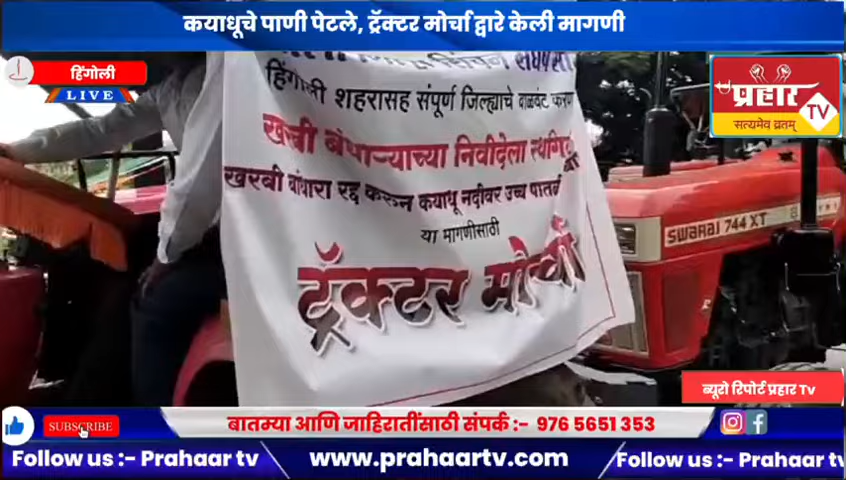 कयाधूचे पाणी पेटले, ट्रॅक्टर मोर्चा द्वारे केली मागणी
हिंगोली
LIVE
प्रहार
TV
सत्यमेव व्रतम्
हिंगोली शहरासह संपूर्ण जिल्ह्याचे वाळवंट
खरबी बंधाऱ्याच्या निवीदेला
खरबी बांधारा रद्द करून कयाधू नदीवर उच्च
या मागणीसाठी
ट्रॅक्टर मोर्चा
SWARAJ 744 XT
ब्युरो रिपोर्ट प्रहार Tv
SUBSCRIBE
बातम्या आणि जाहिरातींसाठी संपर्क :- 976 5651 353
Follow us :- Prahaar tv
www.prahaartv.com
Follow us :- Prahaar tv